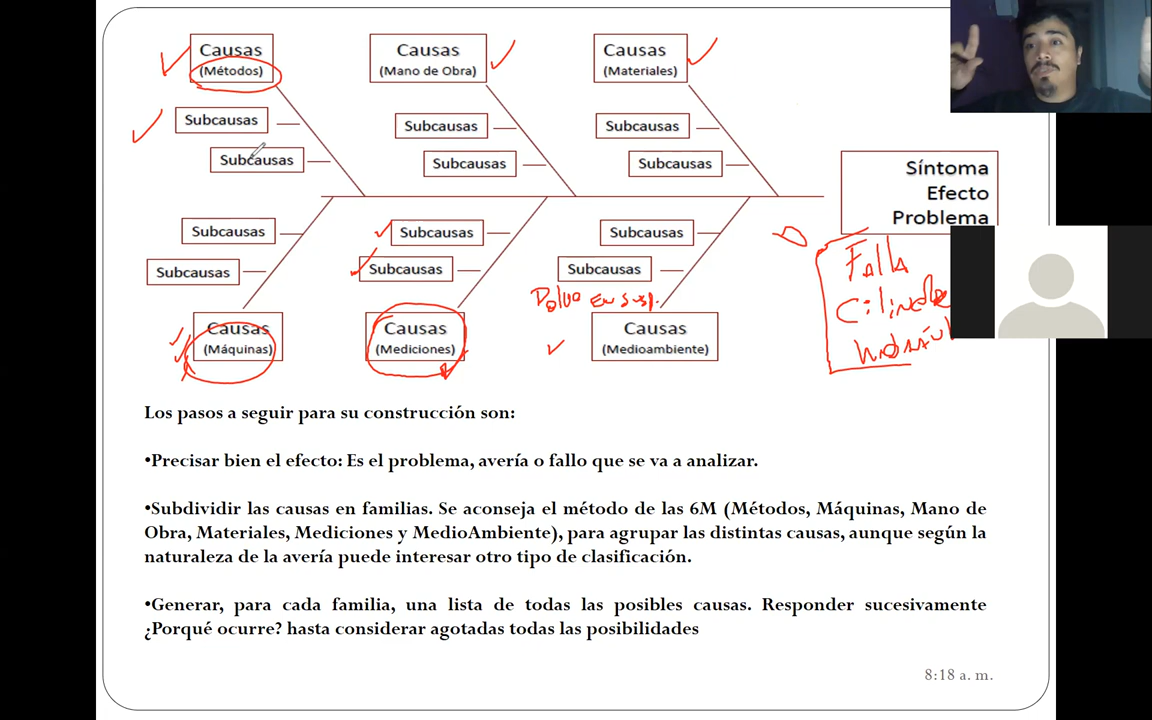 Causas
(Métodos)
Causas
(Mano de Obra)
Causas
(Materiales)
Subcausas
Subcausas
Subcausas
Subcausas
Subcausas
Subcausas
Síntoma
Efecto
Problema
Subcausas
Subcausas
Subcausas
Subcausas
Subcausas
Subcausas
Polvo En susp.
Falla
Causas
(Máquinas)
Causas
(Mediciones)
Causas
(Medioambiente)
Los pasos a seguir para su construcción son:
•Precisar bien el efecto: Es el problema, avería o fallo que se va a analizar.
•Subdividir las causas en familias. Se aconseja el método de las 6M (Métodos, Máquinas, Mano de
Obra, Materiales, Mediciones y MedioAmbiente), para agrupar las distintas causas, aunque según la
naturaleza de la avería puede interesar otro tipo de clasificación.
•Generar, para cada familia, una lista de todas las posibles causas. Responder sucesivamente
¿Porqué ocurre? hasta considerar agotadas todas las posibilidades
8:18 a. m.